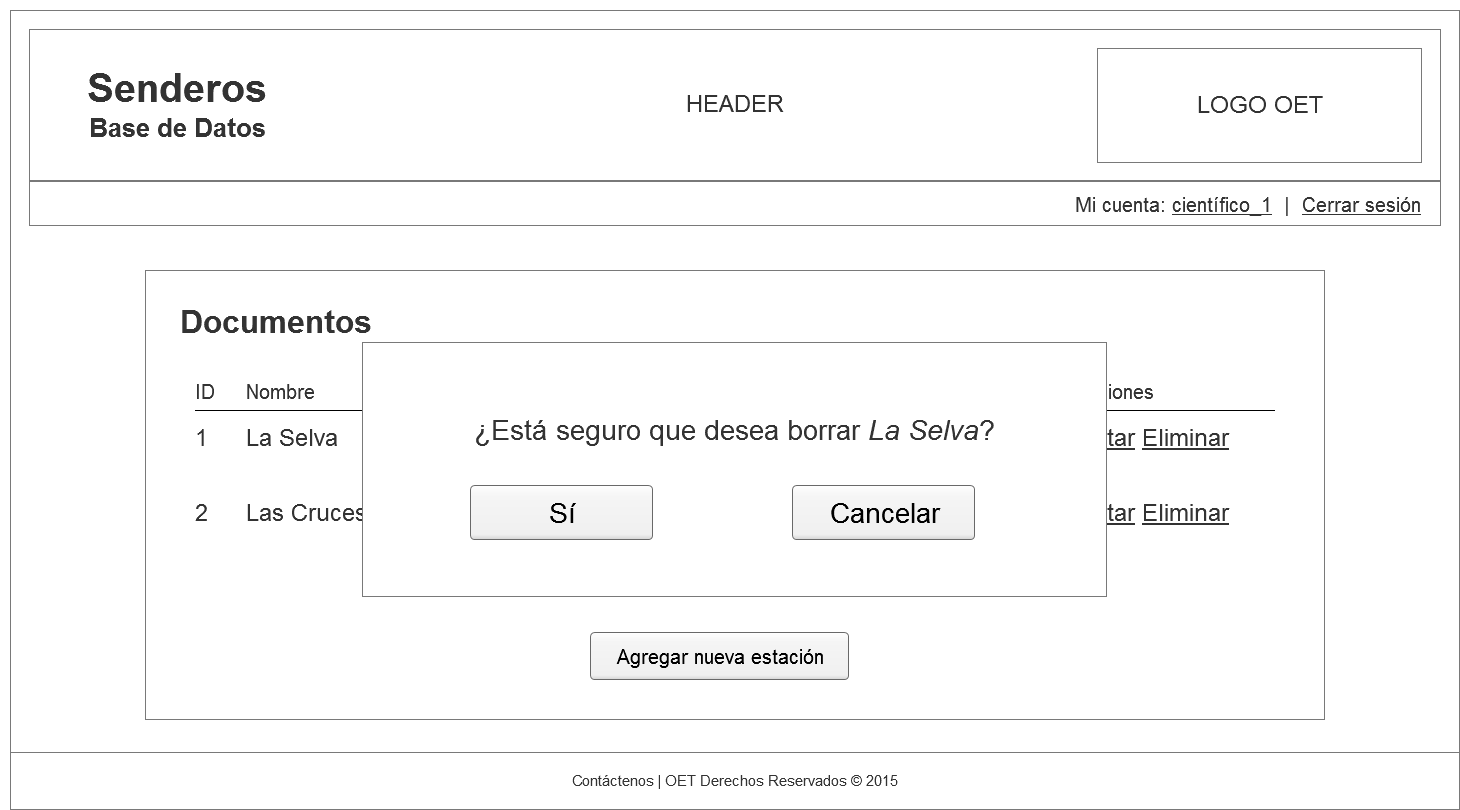 Senderos
Base de Datos
HEADER
LOGO OET
Mi cuenta: científico_1 | Cerrar sesión
Documentos
ID Nombre iones
¿Está seguro que desea borrar La Selva?
1 La Selva tar Eliminar
Sí Cancelar
2 Las Cruces tar Eliminar
Agregar nueva estación
Contáctenos | OET Derechos Reservados © 2015